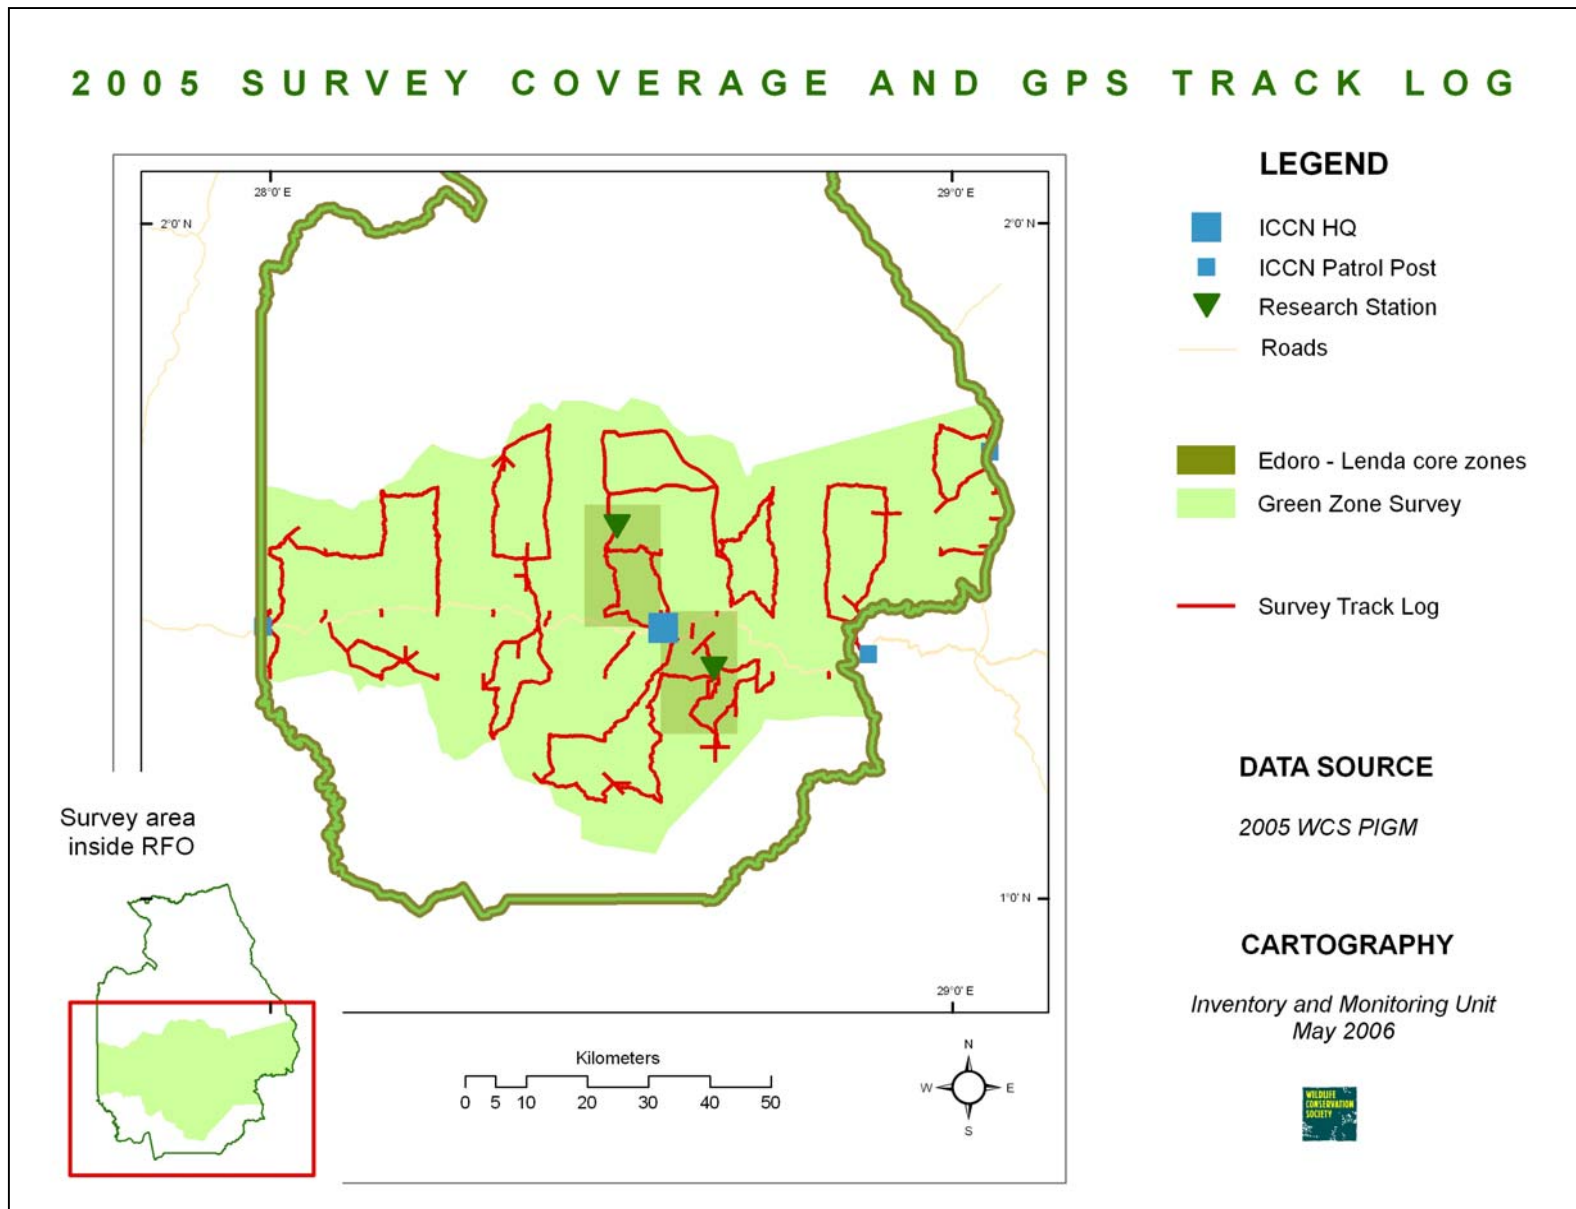 2005 SURVEY COVERAGE AND GPS TRACK LOG
28°0' E
29°0' E
2°0' N
2°0' N
1°0' N
29°0' E
Survey area
inside RFO
Kilometers
0 5 10 20 30 40 50
N
W E
S
LEGEND
ICCN HQ
ICCN Patrol Post
Research Station
Roads
Edoro - Lenda core zones
Green Zone Survey
Survey Track Log
DATA SOURCE
2005 WCS PIGM
CARTOGRAPHY
Inventory and Monitoring Unit
May 2006
WILDLIFE
CONSERVATION
SOCIETY